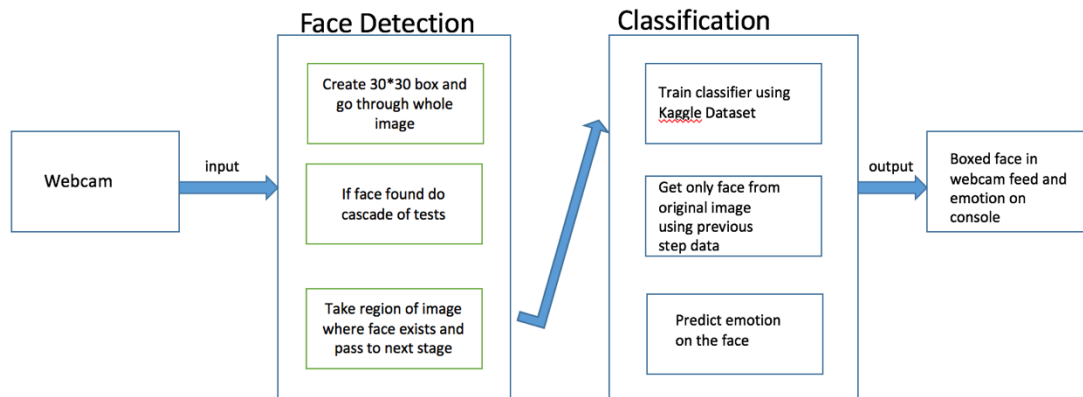 Face Detection
Classification
Webcam
input
Create 30*30 box and
go through whole
image
If face found do
cascade of tests
Take region of image
where face exists and
pass to next stage
Train classifier using
Kaggle Dataset
Get only face from
original image
using previous
step data
Predict emotion
on the face
output
Boxed face in
webcam feed and
emotion on
console